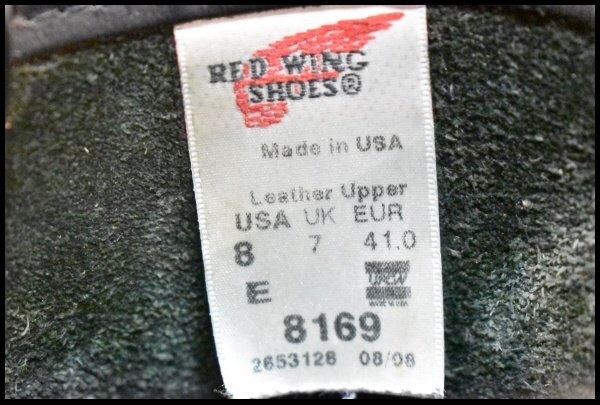 RED WING
SHOES®
Made in USA
Leather Upper
USA UK EUR
8 7 41.0
E UFCW
8169
2653128 08/08